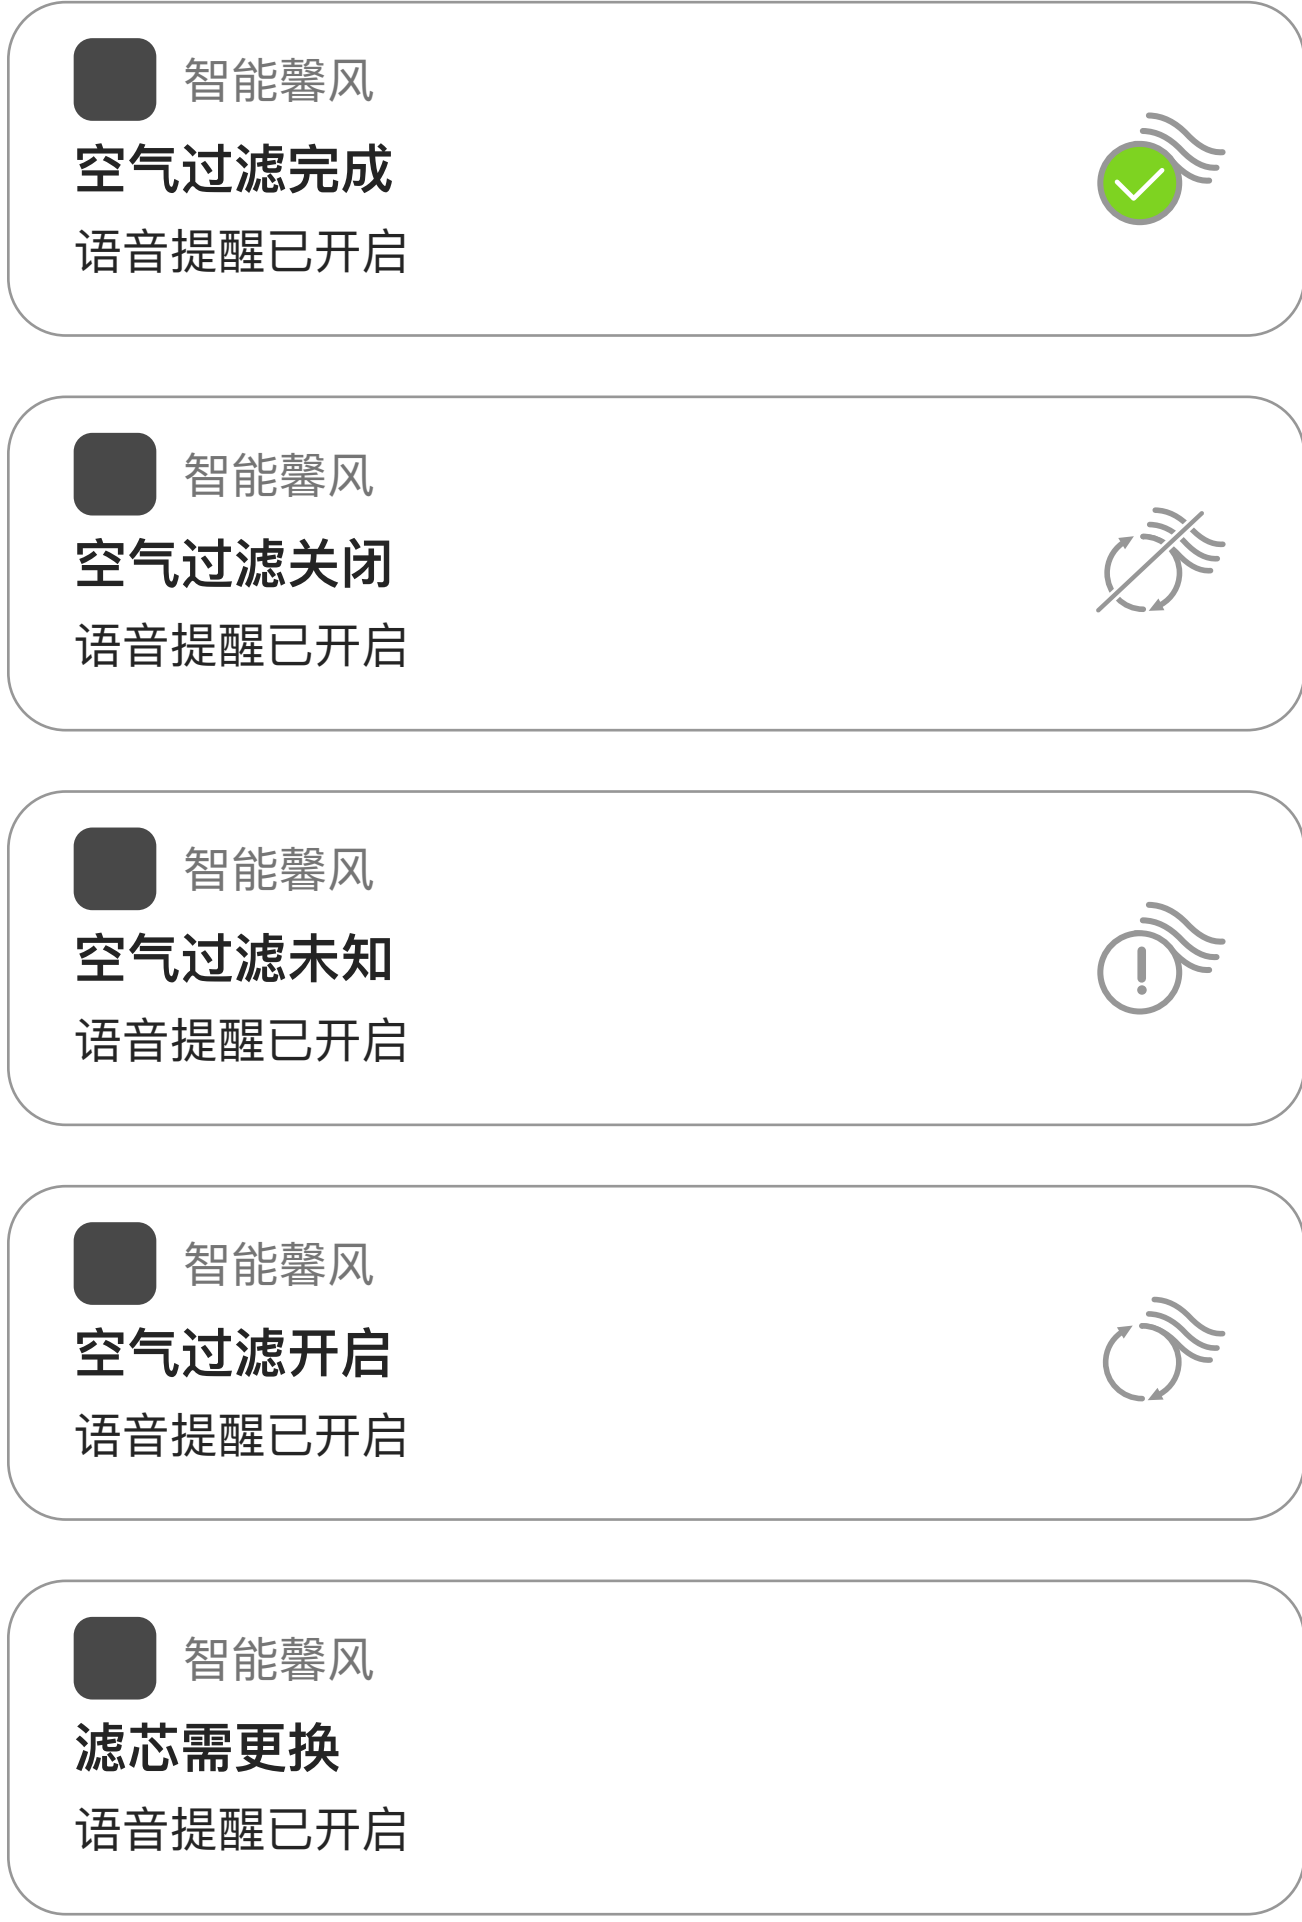 智能馨风
空气过滤完成
语音提醒已开启
智能馨风
空气过滤关闭
语音提醒已开启
智能馨风
空气过滤未知
语音提醒已开启
智能馨风
空气过滤开启
语音提醒已开启
智能馨风
滤芯需更换
语音提醒已开启